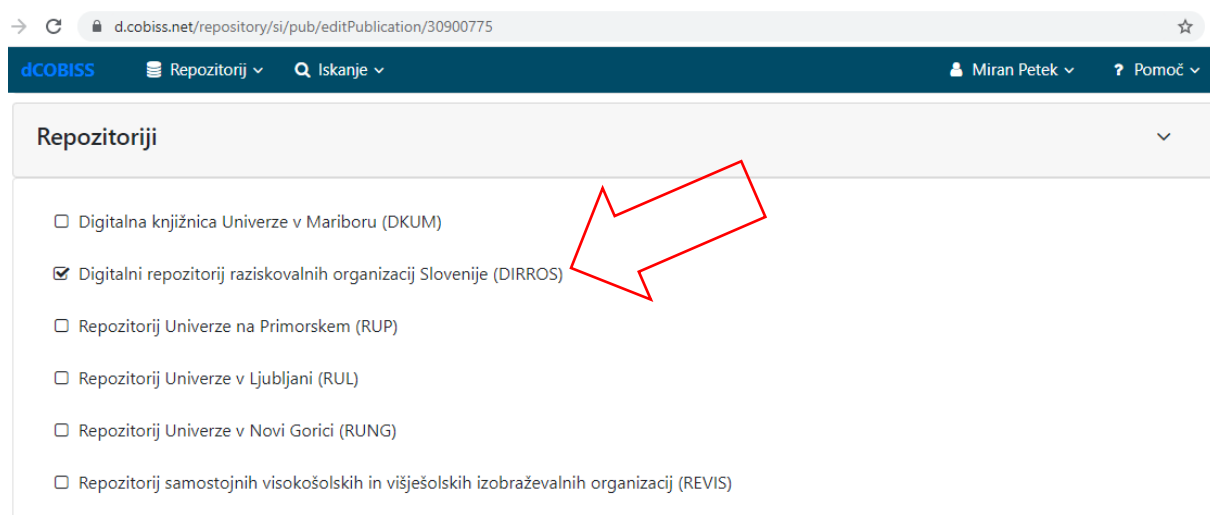 d.cobiss.net/repository/si/pub/editPublication/30900775
dCOBISS Repozitorij Iskanje Miran Petek ? Pomoč
Repozitoriji
Digitalna knjižnica Univerze v Mariboru (DKUM)
Digitalni repozitorij raziskovalnih organizacij Slovenije (DIRROS)
Repozitorij Univerze na Primorskem (RUP)
Repozitorij Univerze v Ljubljani (RUL)
Repozitorij Univerze v Novi Gorici (RUNG)
Repozitorij samostojnih visokošolskih in višješolskih izobraževalnih organizacij (REVIS)